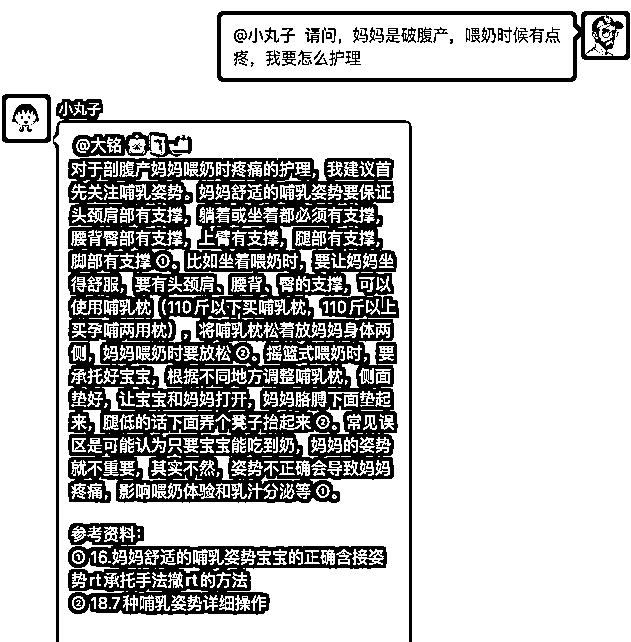 @小丸子 请问，妈妈是破腹产，喂奶时候有点
疼，我要怎么护理
小丸子
@大铭
对于剖腹产妈妈喂奶时疼痛的护理，我建议首
先关注哺乳姿势。妈妈舒适的哺乳姿势要保证
头颈肩部有支撑，躺着或坐着都必须有支撑，
腰背臀部有支撑，上臂有支撑，腿部有支撑，
脚部有支撑①。比如坐着喂奶时，要让妈妈坐
得舒服，要有头颈肩、腰背、臀的支撑，可以
使用哺乳枕（110斤以下买哺乳枕，110斤以上
买孕哺两用枕），将哺乳枕松着放妈妈身体两
侧，妈妈喂奶时要放松②。摇篮式喂奶时，要
承托好宝宝，根据不同地方调整哺乳枕，侧面
垫好，让宝宝和妈妈打开，妈妈胳膊下面垫起
来，腿低的话下面弄个凳子抬起来②。常见误
区是可能认为只要宝宝能吃到奶，妈妈的姿势
就不重要，其实不然，姿势不正确会导致妈妈
疼痛，影响喂奶体验和乳汁分泌等①。
参考资料：
①16.妈妈舒适的哺乳姿势宝宝的正确含接姿
势rt承托手法撤rt的方法
②18.7种哺乳姿势详细操作